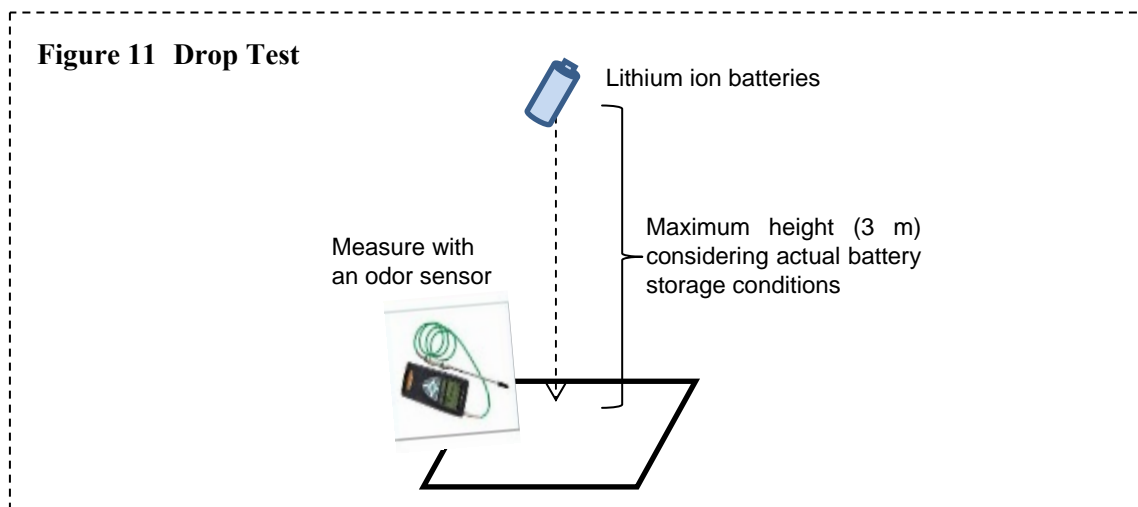 Figure 11 Drop Test
Lithium ion batteries
Maximum height (3 m)
considering actual battery
storage conditions
Measure with
an odor sensor